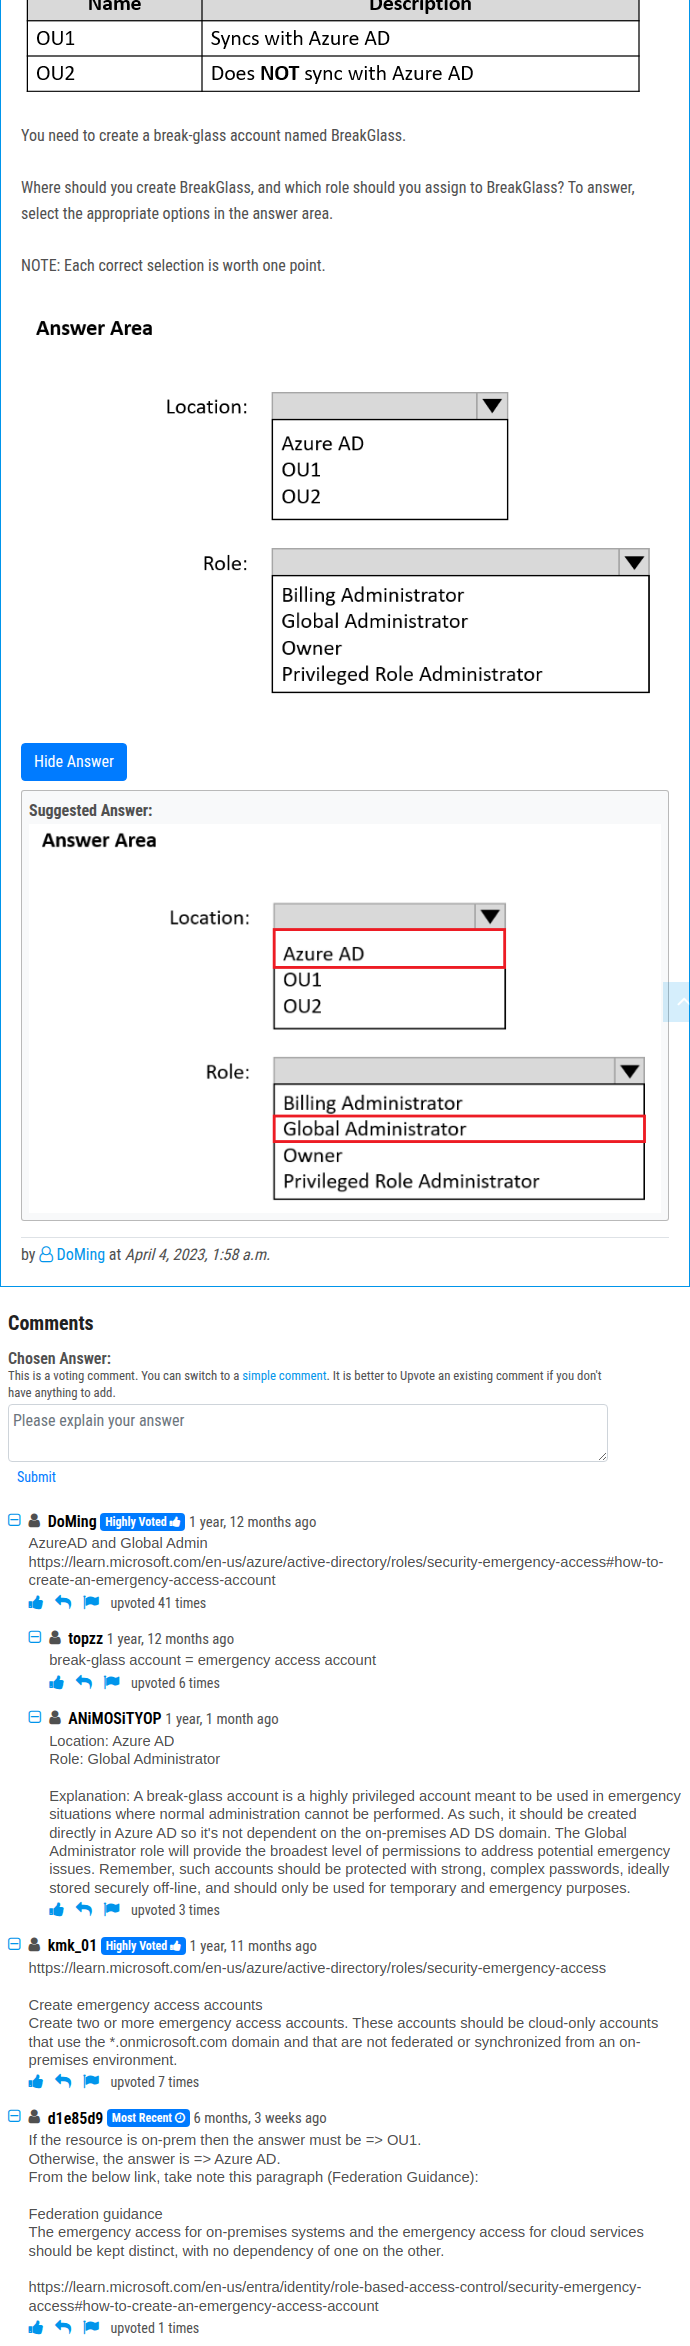 Name Description
OU1 Syncs with Azure AD
OU2 Does NOT sync with Azure AD
You need to create a break-glass account named BreakGlass.
Where should you create BreakGlass, and which role should you assign to BreakGlass? To answer,
select the appropriate options in the answer area.
NOTE: Each correct selection is worth one point.
Answer Area
Location:
Azure AD
OU1
OU2
Role:
Billing Administrator
Global Administrator
Owner
Privileged Role Administrator
Hide Answer
Suggested Answer:
Answer Area
Location:
Azure AD
OU1
OU2
Role:
Billing Administrator
Global Administrator
Owner
Privileged Role Administrator
by DoMing at April 4, 2023, 1:58 a.m.
Comments
Chosen Answer:
This is a voting comment. You can switch to a simple comment. It is better to Upvote an existing comment if you don't
have anything to add.
Please explain your answer
Submit
DoMing Highly Voted 1 year, 12 months ago
AzureAD and Global Admin
https://learn.microsoft.com/en-us/azure/active-directory/roles/security-emergency-access#how-to-
create-an-emergency-access-account
upvoted 41 times
topzz 1 year, 12 months ago
break-glass account = emergency access account
upvoted 6 times
ANiMOSiTYOP 1 year, 1 month ago
Location: Azure AD
Role: Global Administrator
Explanation: A break-glass account is a highly privileged account meant to be used in emergency
situations where normal administration cannot be performed. As such, it should be created
directly in Azure AD so it's not dependent on the on-premises AD DS domain. The Global
Administrator role will provide the broadest level of permissions to address potential emergency
issues. Remember, such accounts should be protected with strong, complex passwords, ideally
stored securely off-line, and should only be used for temporary and emergency purposes.
upvoted 3 times
kmk_01 Highly Voted 1 year, 11 months ago
https://learn.microsoft.com/en-us/azure/active-directory/roles/security-emergency-access
Create emergency access accounts
Create two or more emergency access accounts. These accounts should be cloud-only accounts
that use the *.onmicrosoft.com domain and that are not federated or synchronized from an on-
premises environment.
upvoted 7 times
d1e85d9 Most Recent 6 months, 3 weeks ago
If the resource is on-prem then the answer must be => OU1.
Otherwise, the answer is => Azure AD.
From the below link, take note this paragraph (Federation Guidance):
Federation guidance
The emergency access for on-premises systems and the emergency access for cloud services
should be kept distinct, with no dependency of one on the other.
https://learn.microsoft.com/en-us/entra/identity/role-based-access-control/security-emergency-
access#how-to-create-an-emergency-access-account
upvoted 1 times